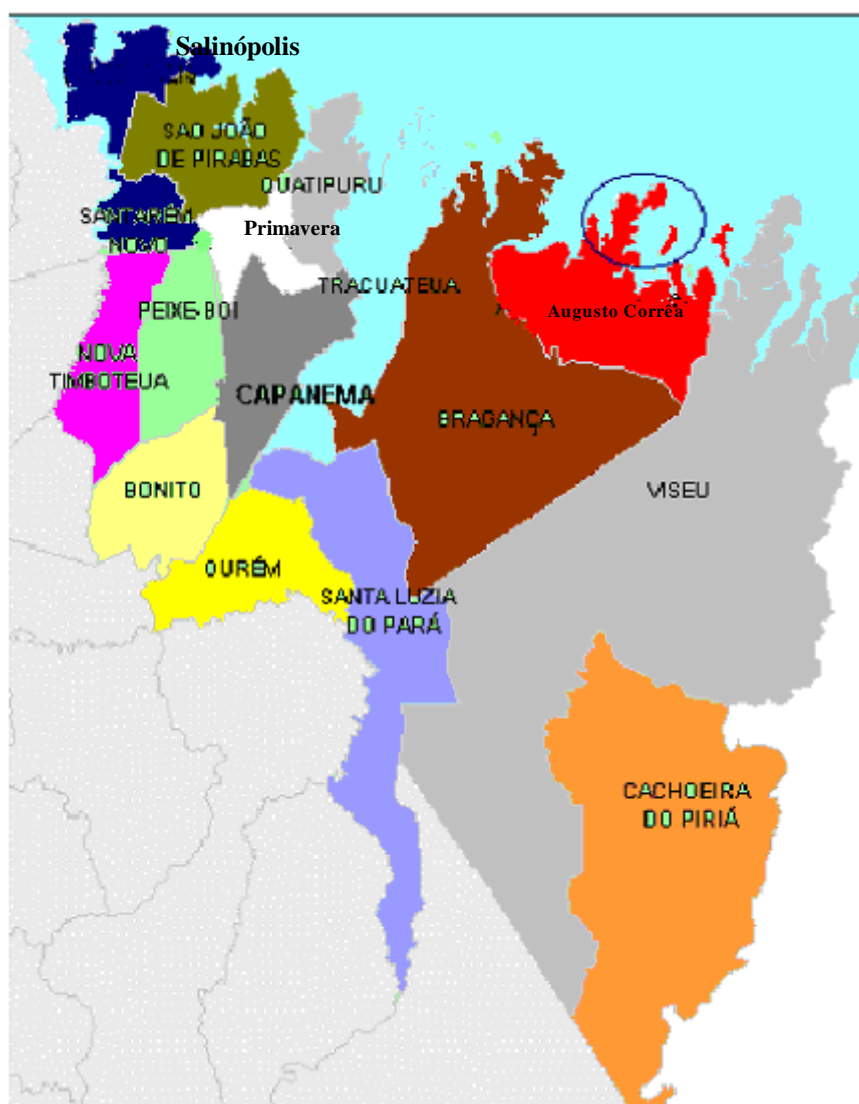 Salinópolis
SAO JOÃO
DE PIRABAS
QUATIPURU
SANTARÉM
NOVO
Primavera
TRACUATEUA
PEIXE-BOI
Augusto Corrêa
NOVA
TIMBOTEUA
CAPANEMA
BRAGANÇA
BONITO
VISEU
OURÉM
SANTA LUZIA
DO PARÁ
CACHOEIRA
DO PIRIÁ